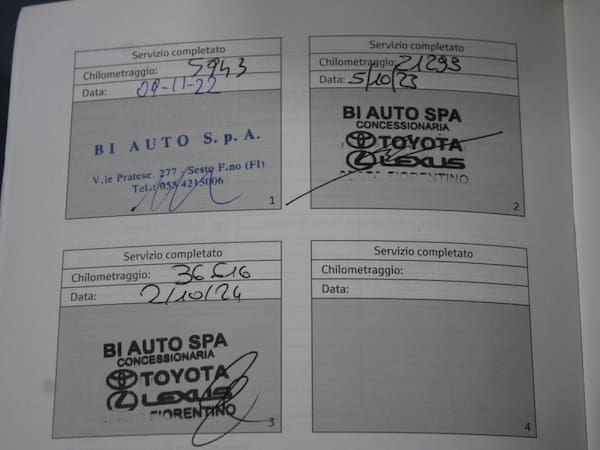 Servizio completato
Chilometraggio: 5943
Data: 09-11-22
BI AUTO S.p.A.
V.le Pratese. 277 - Sesto F.no (FI)
Tel.: 055 4215006
1
Servizio completato
Chilometraggio: 21293
Data: 5/10/23
BI AUTO SPA
CONCESSIONARIA
TOYOTA
LEXUS
FIORENTINO
2
Servizio completato
Chilometraggio: 36516
Data: 2/10/24
BI AUTO SPA
CONCESSIONARIA
TOYOTA
LEXUS
FIORENTINO
3
Servizio completato
Chilometraggio:
Data:
4